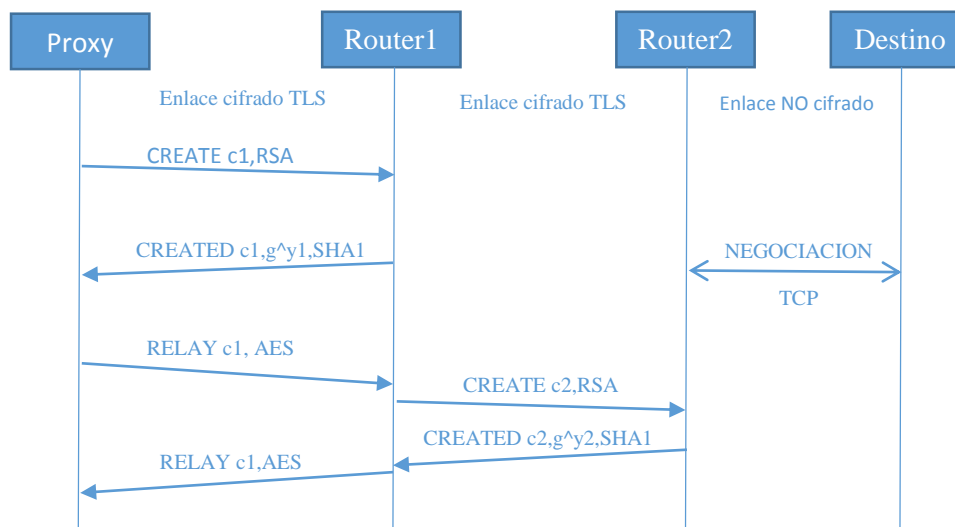 Proxy
Router1
Router2
Destino
Enlace cifrado TLS
Enlace cifrado TLS
Enlace NO cifrado
CREATE c1,RSA
CREATED c1,g^y1,SHA1
NEGOCIACION
TCP
RELAY c1, AES
CREATE c2,RSA
CREATED c2,g^y2,SHA1
RELAY c1,AES